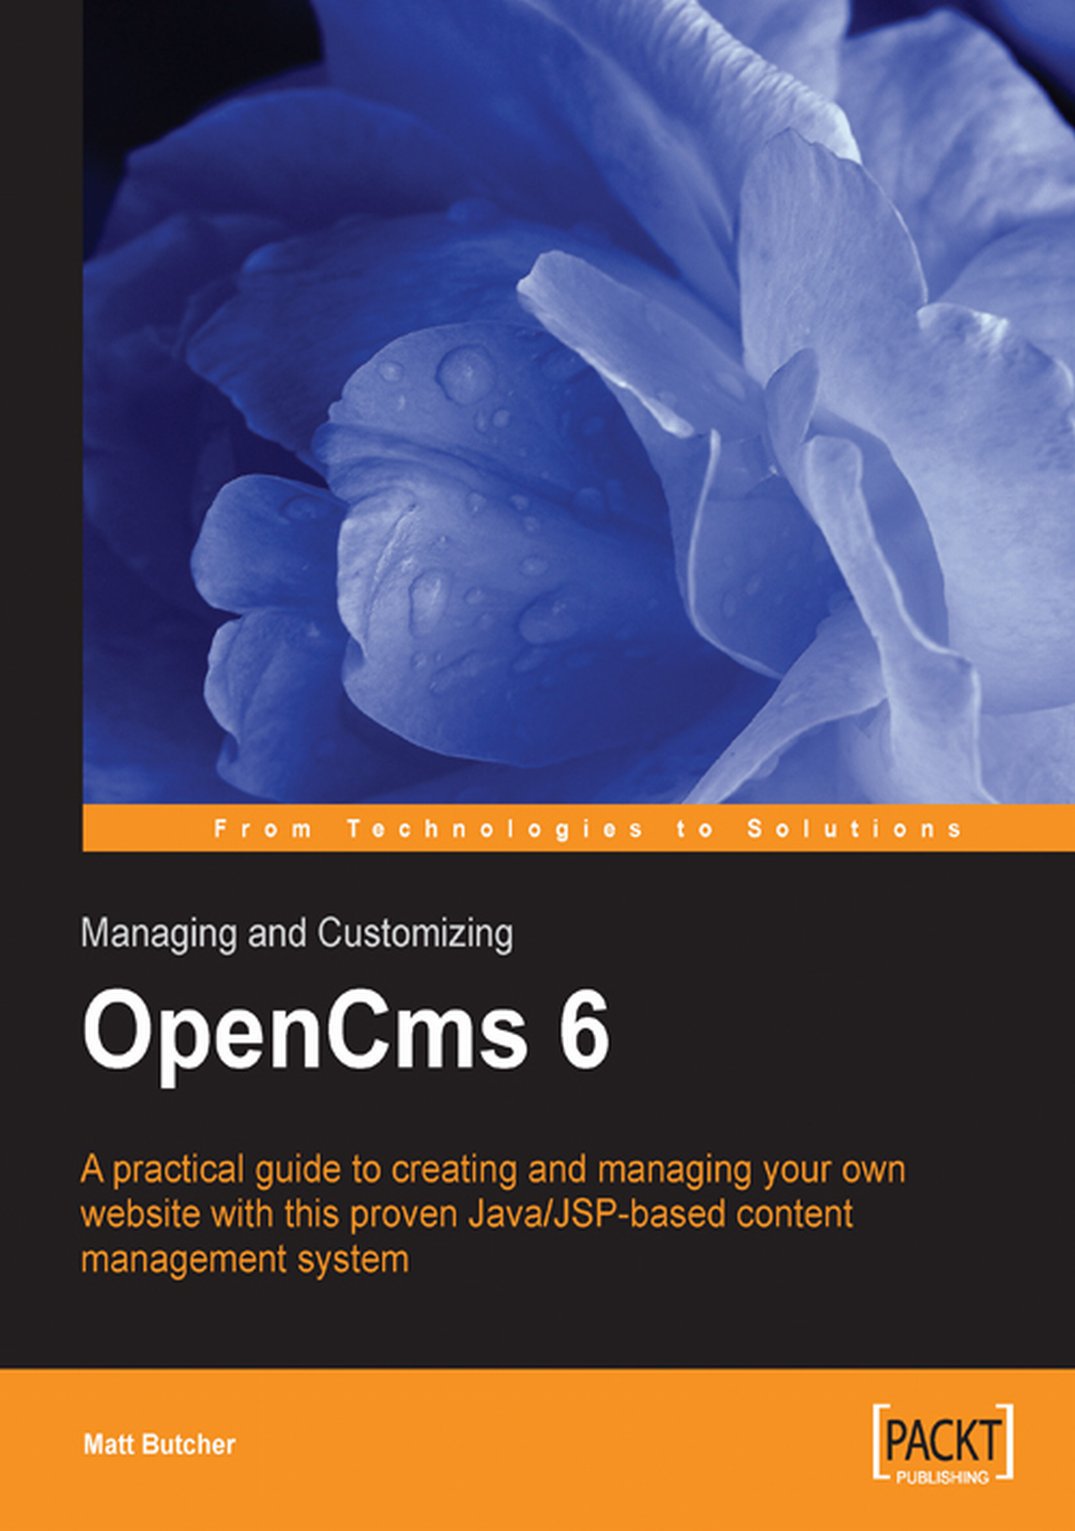 From Technologies to Solutions
Managing and Customizing
OpenCms 6
A practical guide to creating and managing your own
website with this proven Java/JSP-based content
management system
Matt Butcher
[PACKT]
PUBLISHING